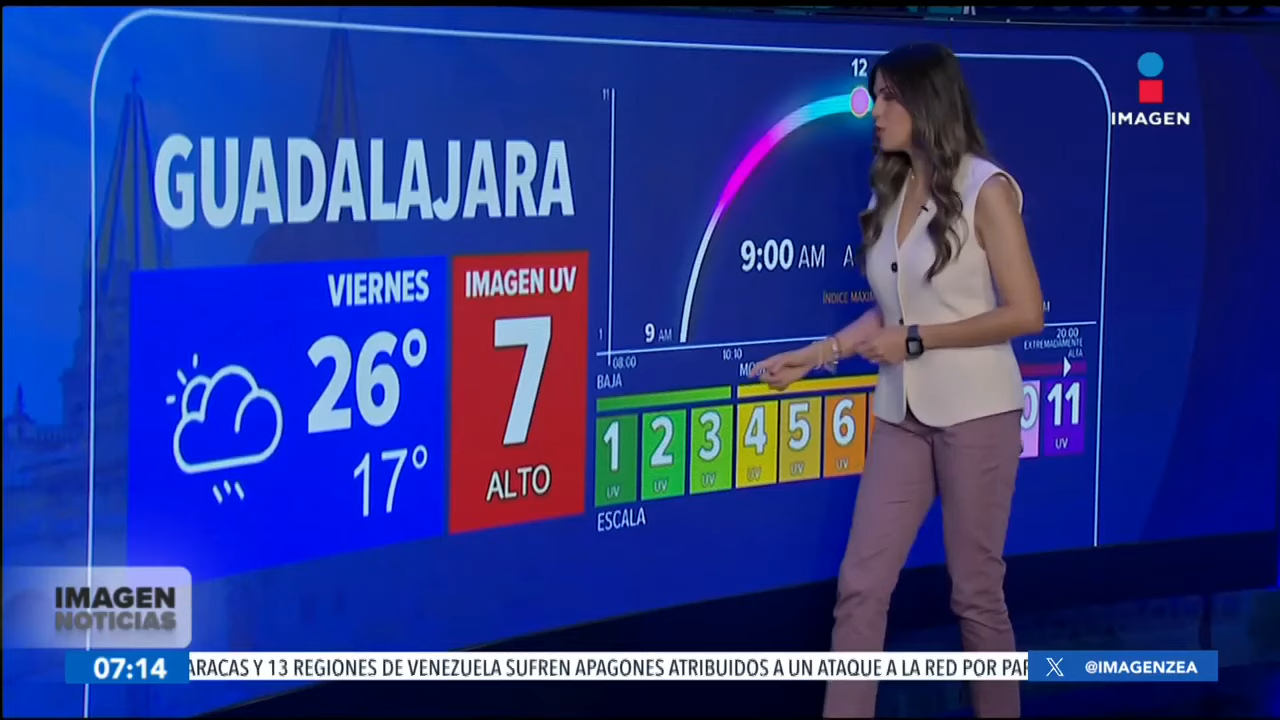 12
IMAGEN
11
GUADALAJARA
9:00 AM A
VIERNES
26°
17°
IMAGEN UV
7
ALTO
ÍNDICE
1
9 AM
08:00
10:10
20:00
BAJA
EXTREMADAMENTE
ALTA
1 2 3 4 5 6 11
UV UV UV UV UV UV UV
ESCALA
IMAGEN
NOTICIAS
07:14
ARACAS Y 13 REGIONES DE VENEZUELA SUFREN APAGONES ATRIBUIDOS A UN ATAQUE A LA RED POR PAR
@IMAGENZEA